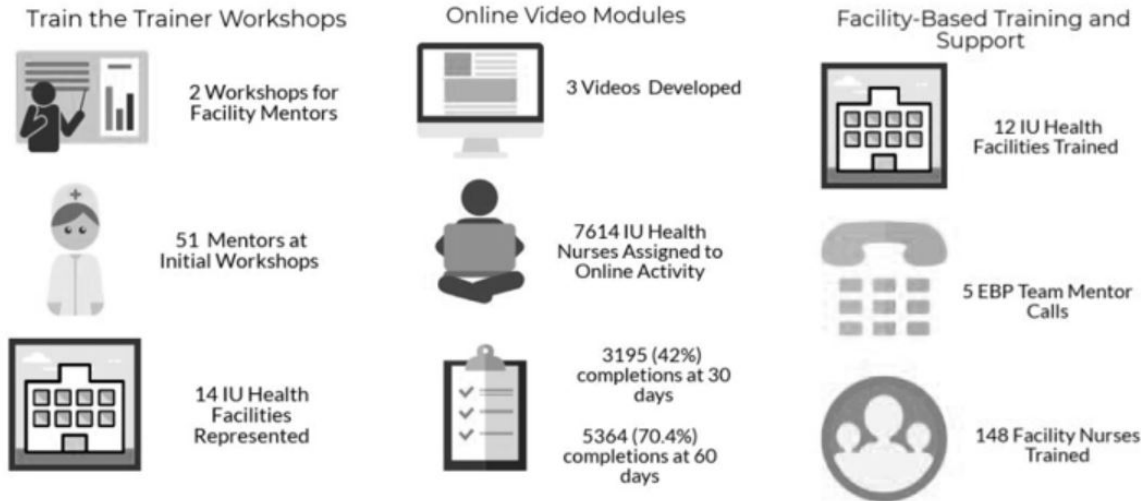 Train the Trainer Workshops
2 Workshops for
Facility Mentors
51 Mentors at
Initial Workshops
14 IU Health
Facilities
Represented
Online Video Modules
3 Videos Developed
7614 IU Health
Nurses Assigned to
Online Activity
3195 (42%)
completions at 30
days
5364 (70.4%)
completions at 60
days
Facility-Based Training and
Support
12 IU Health
Facilities Trained
5 EBP Team Mentor
Calls
148 Facility Nurses
Trained